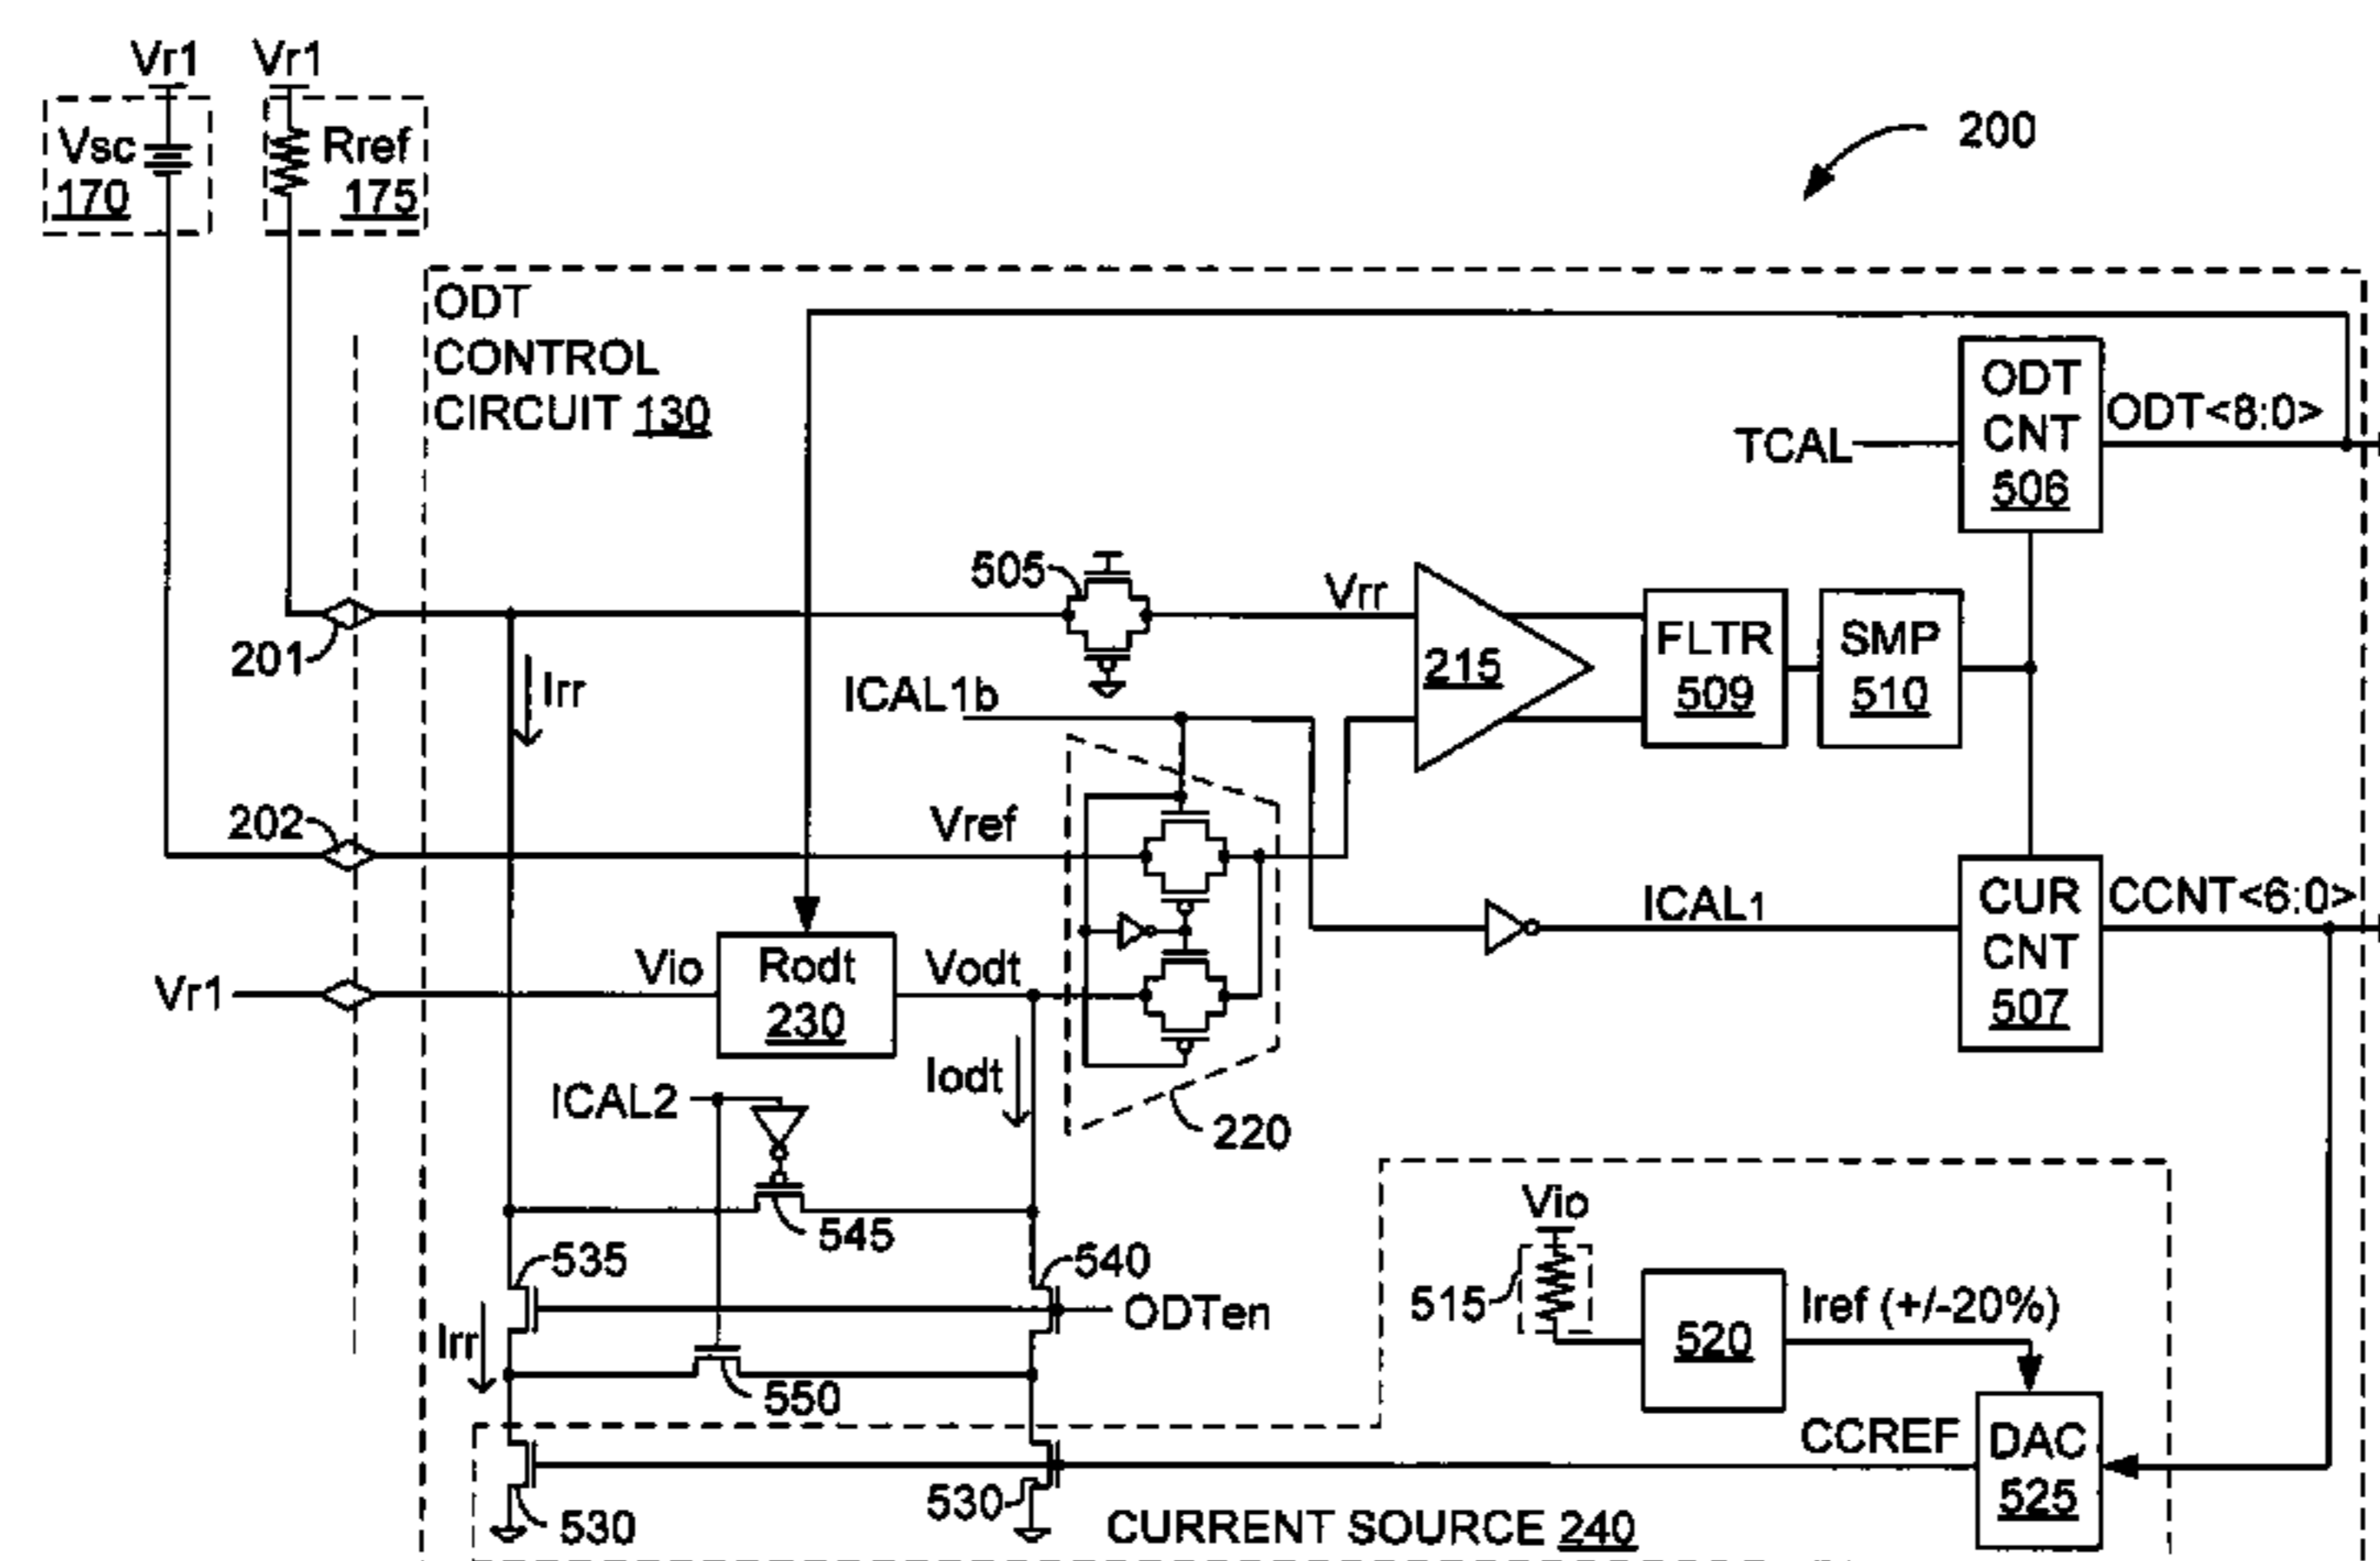 Vr1 Vr1
Vsc
170
Rref
175
200
ODT
CONTROL
CIRCUIT 130
ODT
CNT
506
ODT<8:0>
TCAL
505
Vrr
201
Irr
215
FLTR
509
SMP
510
ICAL1b
202
Vref
ICAL1
CUR
CNT
507
CCNT<6:0>
Vr1
Vio
Rodt
230
Vodt
Iodt
ICAL2
220
545
Vio
535
540
515
520
Iref (+/-20%)
ODTen
Irr
550
CCREF
DAC
525
530
530
CURRENT SOURCE 240